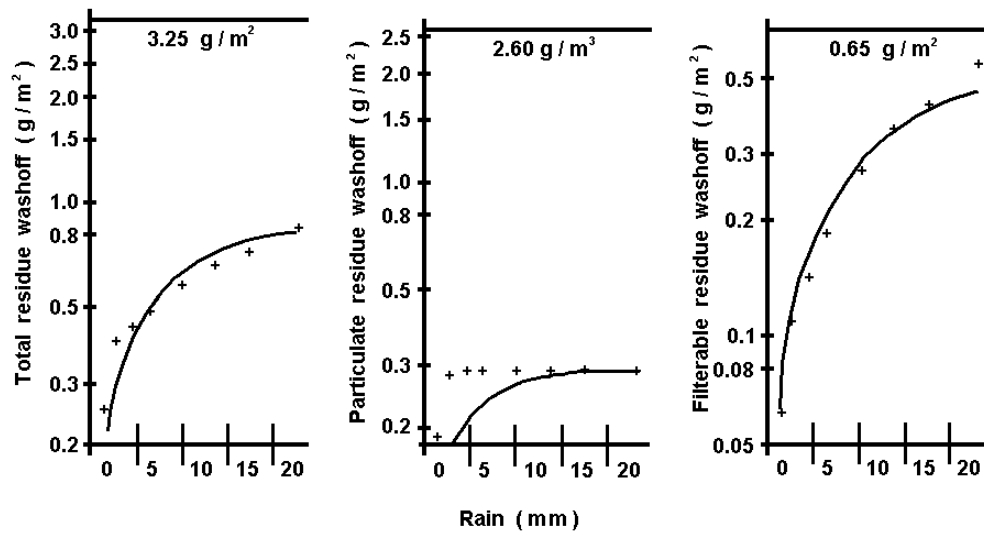 Total residue washoff ( g / m² )
3.0
2.5
2.0
1.5
1.0
0.8
0.5
0.3
0.2
3.25 g / m²
0 5 10 15 20
Particulate residue washoff ( g / m² )
2.5
2.0
1.5
1.0
0.8
0.5
0.3
0.2
2.60 g / m³
0 5 10 15 20
Filterable residue washoff ( g / m² )
0.5
0.3
0.2
0.1
0.08
0.06
0.05
0.65 g / m²
0 5 10 15 20
Rain ( mm )